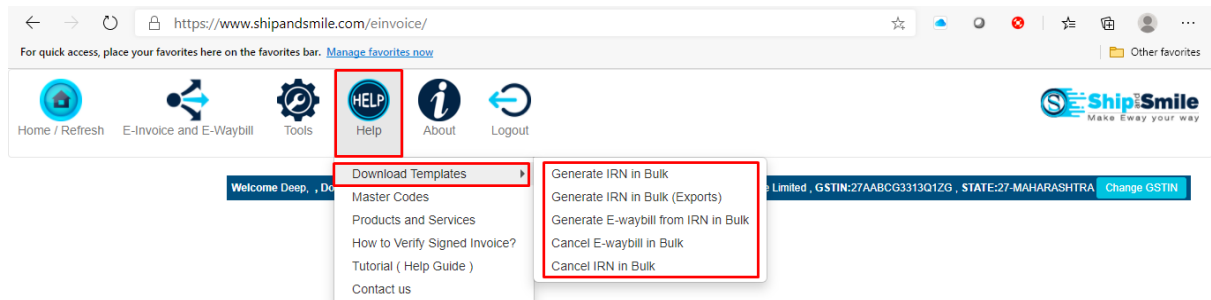 https://www.shipandsmile.com/einvoice/
For quick access, place your favorites here on the favorites bar. Manage favorites now
Other favorites
HELP
Home / Refresh E-Invoice and E-Waybill Tools Help About Logout
S Ship and Smile
Make Eway your way
Welcome Deep, , Do
e Limited , GSTIN:27AABCG3313Q1ZG , STATE:27-MAHARASHTRA Change GSTIN
Download Templates
Master Codes
Products and Services
How to Verify Signed Invoice?
Tutorial ( Help Guide )
Contact us
Generate IRN in Bulk
Generate IRN in Bulk (Exports)
Generate E-waybill from IRN in Bulk
Cancel E-waybill in Bulk
Cancel IRN in Bulk